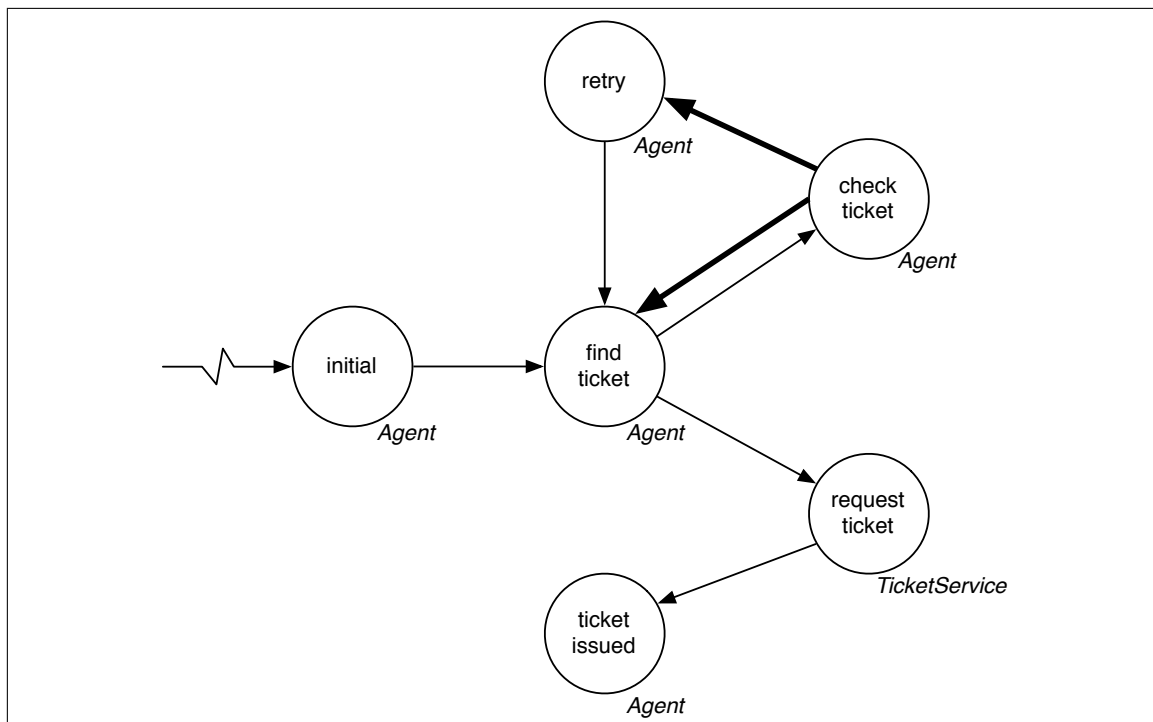 retry
Agent
check
ticket
Agent
initial
Agent
find
ticket
Agent
request
ticket
TicketService
ticket
issued
Agent